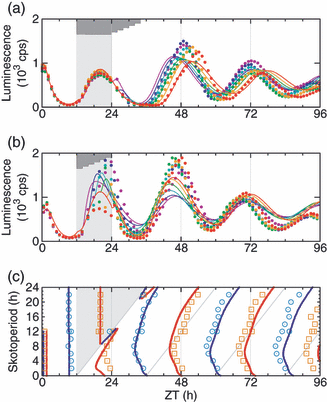 (a)
Luminescence
(10³ cps)
2
1
0
0 24 48 72 96
(b)
Luminescence
(10³ cps)
2
1
0
0 24 48 72 96
(c)
Skotoperiod (h)
24
20
16
12
8
4
0
0 24 48 72 96
ZT (h)